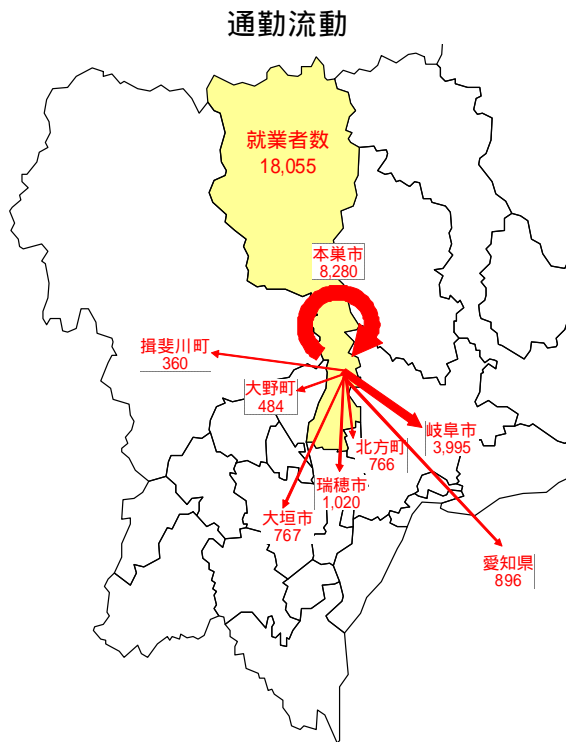 通勤流動
就業者数
18,055
本巣市
8,280
揖斐川町
360
大野町
484
岐阜市
3,995
北方町
766
瑞穂市
1,020
大垣市
767
愛知県
896